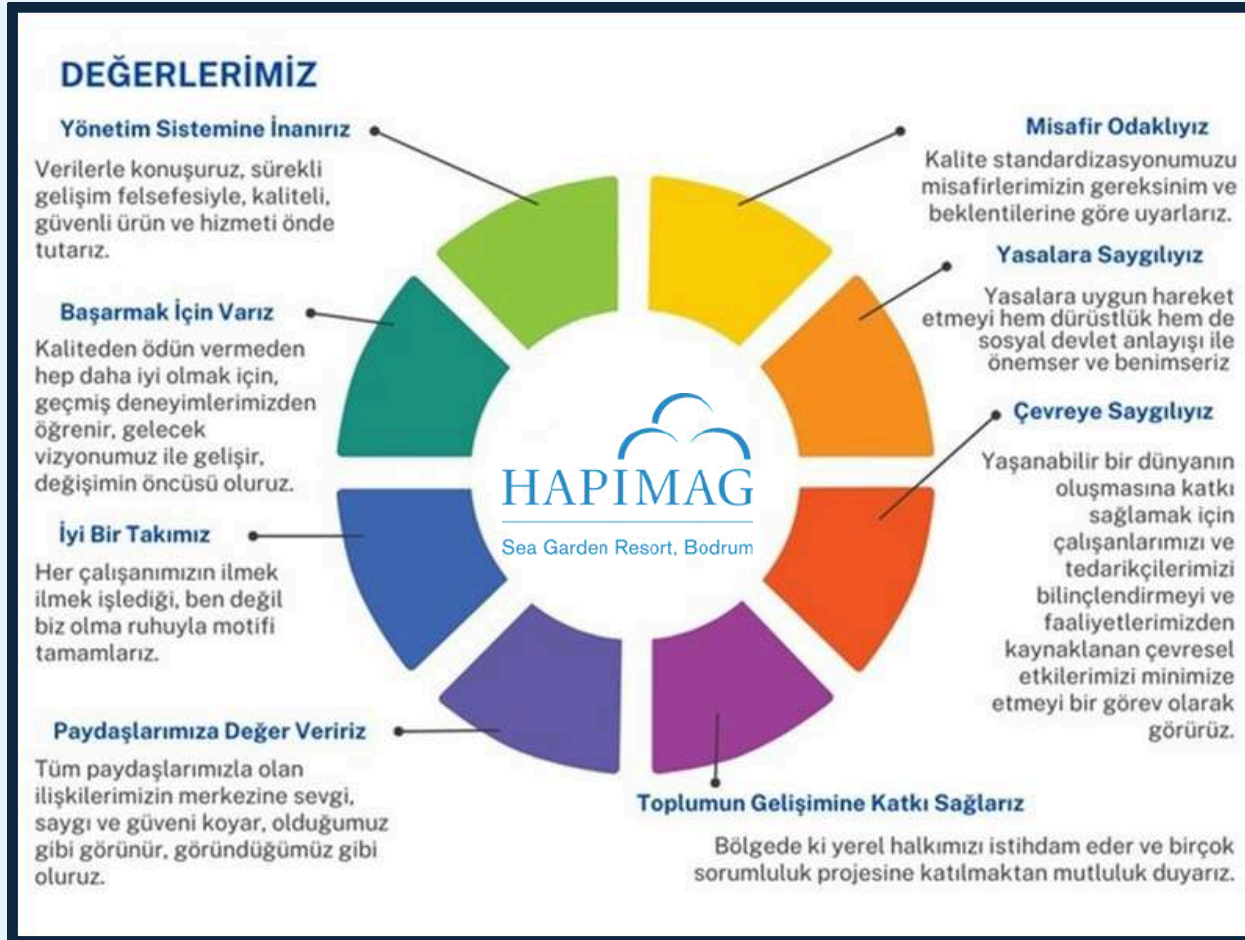 DEĞERLERİMİZ
Yönetim Sistemine İnanırız
Verilerle konuşuruz, sürekli
gelişim felsefesiyle, kaliteli,
güvenli ürün ve hizmeti önde
tutarız.
Başarmak İçin Varız
Kaliteden ödün vermeden
hep daha iyi olmak için,
geçmiş deneyimlerimizden
öğrenir, gelecek
vizyonumuz ile gelişir,
değişimin öncüsü oluruz.
İyi Bir Takımız
Her çalışanımızın ilmek
ilmek işlediği, ben değil
biz olma ruhuyla motifi
tamamlarız.
Paydaşlarımıza Değer Veririz
Tüm paydaşlarımızla olan
ilişkilerimizin merkezine sevgi,
saygı ve güveni koyar, olduğumuz
gibi görünür, göründüğümüz gibi
oluruz.
HAPIMAG
Sea Garden Resort, Bodrum
Misafir Odaklıyız
Kalite standardizasyonumuzu
misafirlerimizin gereksinim ve
beklentilerine göre uyarlarız.
Yasalara Saygılıyız
Yasalara uygun hareket
etmeyi hem dürüstlük hem de
sosyal devlet anlayışı ile
önemser ve benimseriz
Çevreye Saygılıyız
Yaşanabilir bir dünyanın
oluşmasına katkı
sağlamak için
çalışanlarımızı ve
tedarikçilerimizi
bilinçlendirmeyi ve
faaliyetlerimizden
kaynaklanan çevresel
etkilerimizi minimize
etmeyi bir görev olarak
görürüz.
Toplumun Gelişimine Katkı Sağlarız
Bölgede ki yerel halkımızı istihdam eder ve birçok
sorumluluk projesine katılmaktan mutluluk duyarız.